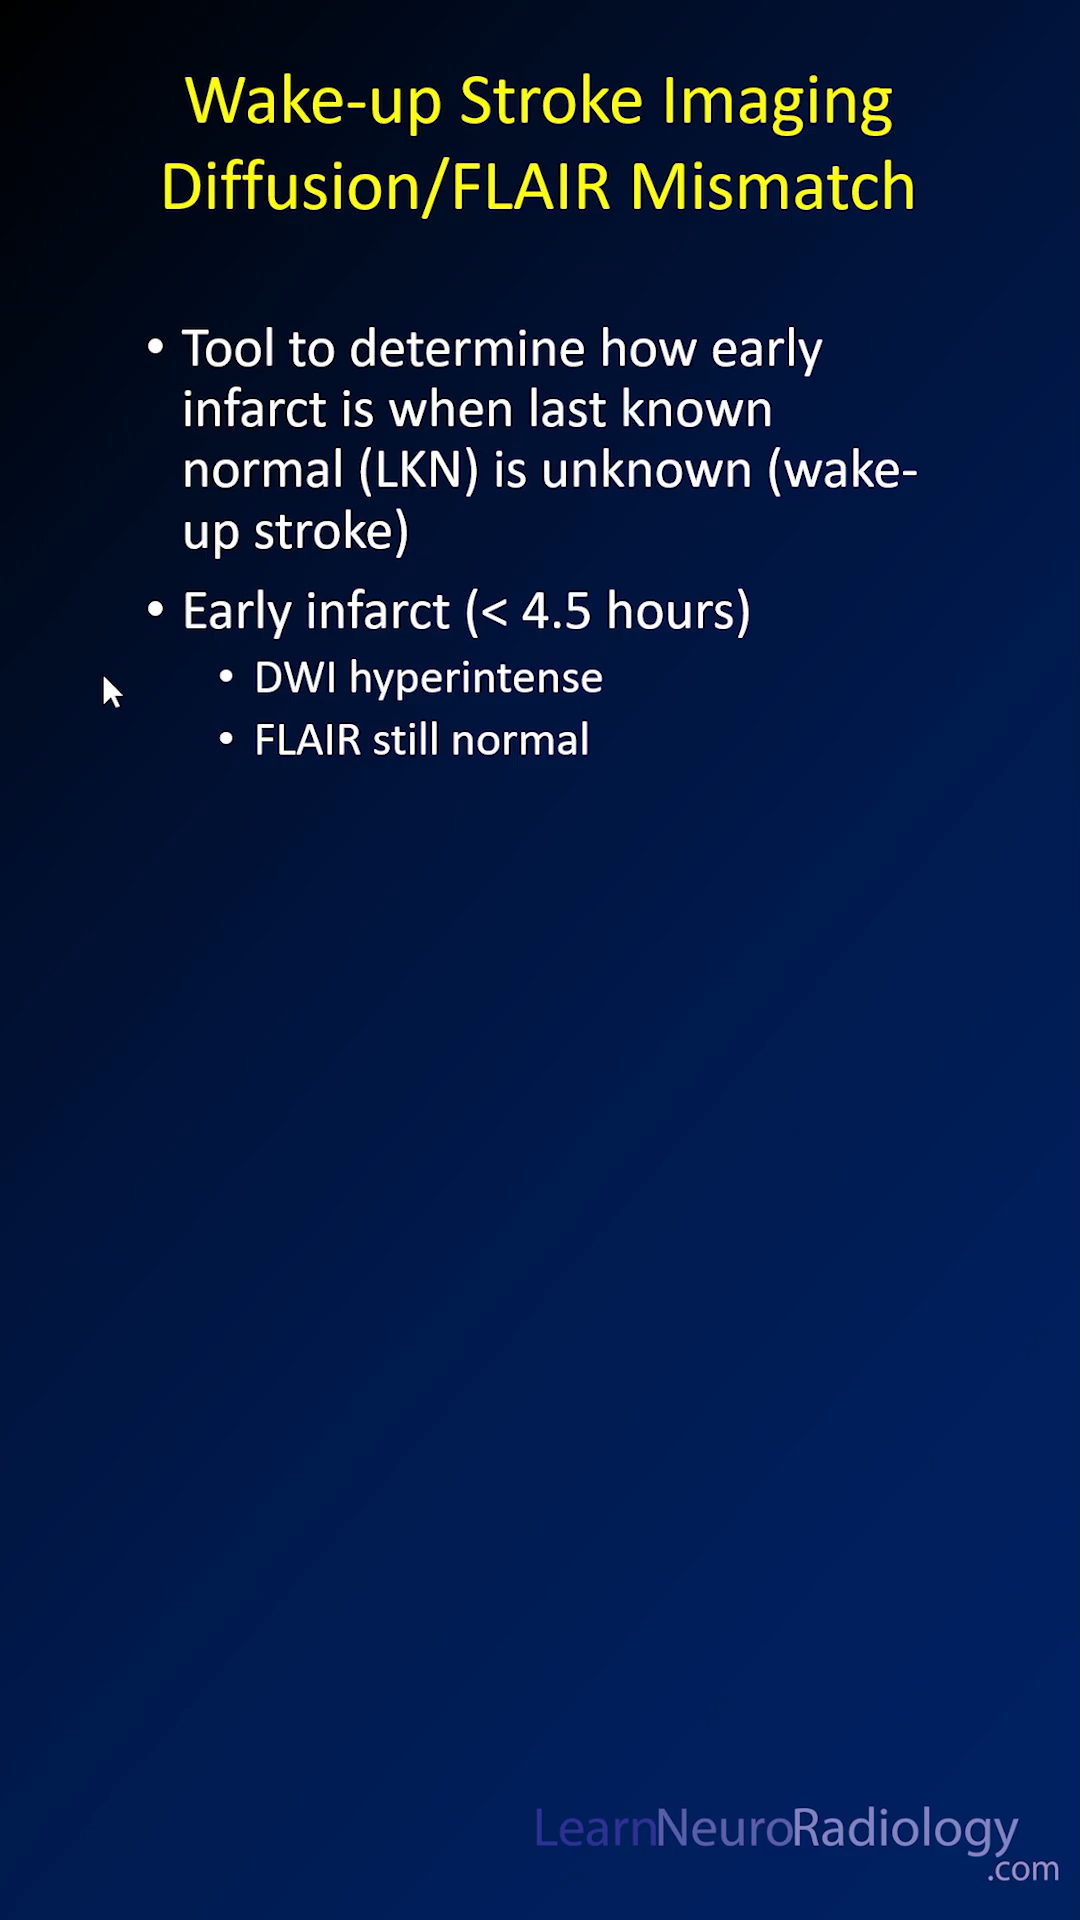 Wake-up Stroke Imaging
Diffusion/FLAIR Mismatch
• Tool to determine how early
infarct is when last known
normal (LKN) is unknown (wake-
up stroke)
• Early infarct (< 4.5 hours)
• DWI hyperintense
• FLAIR still normal
LearnNeuroRadiology
.com